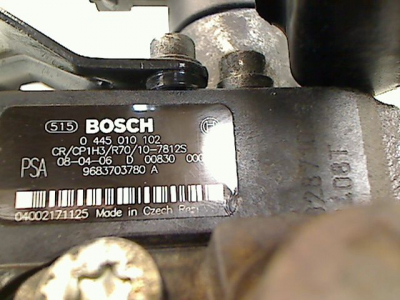 515 BOSCH
0 445 010 102
CR/CP1H3/R70/10-7812S
PSA 08-04-06 D 00830 000
9683703780 A
04002171125 Made in Czech